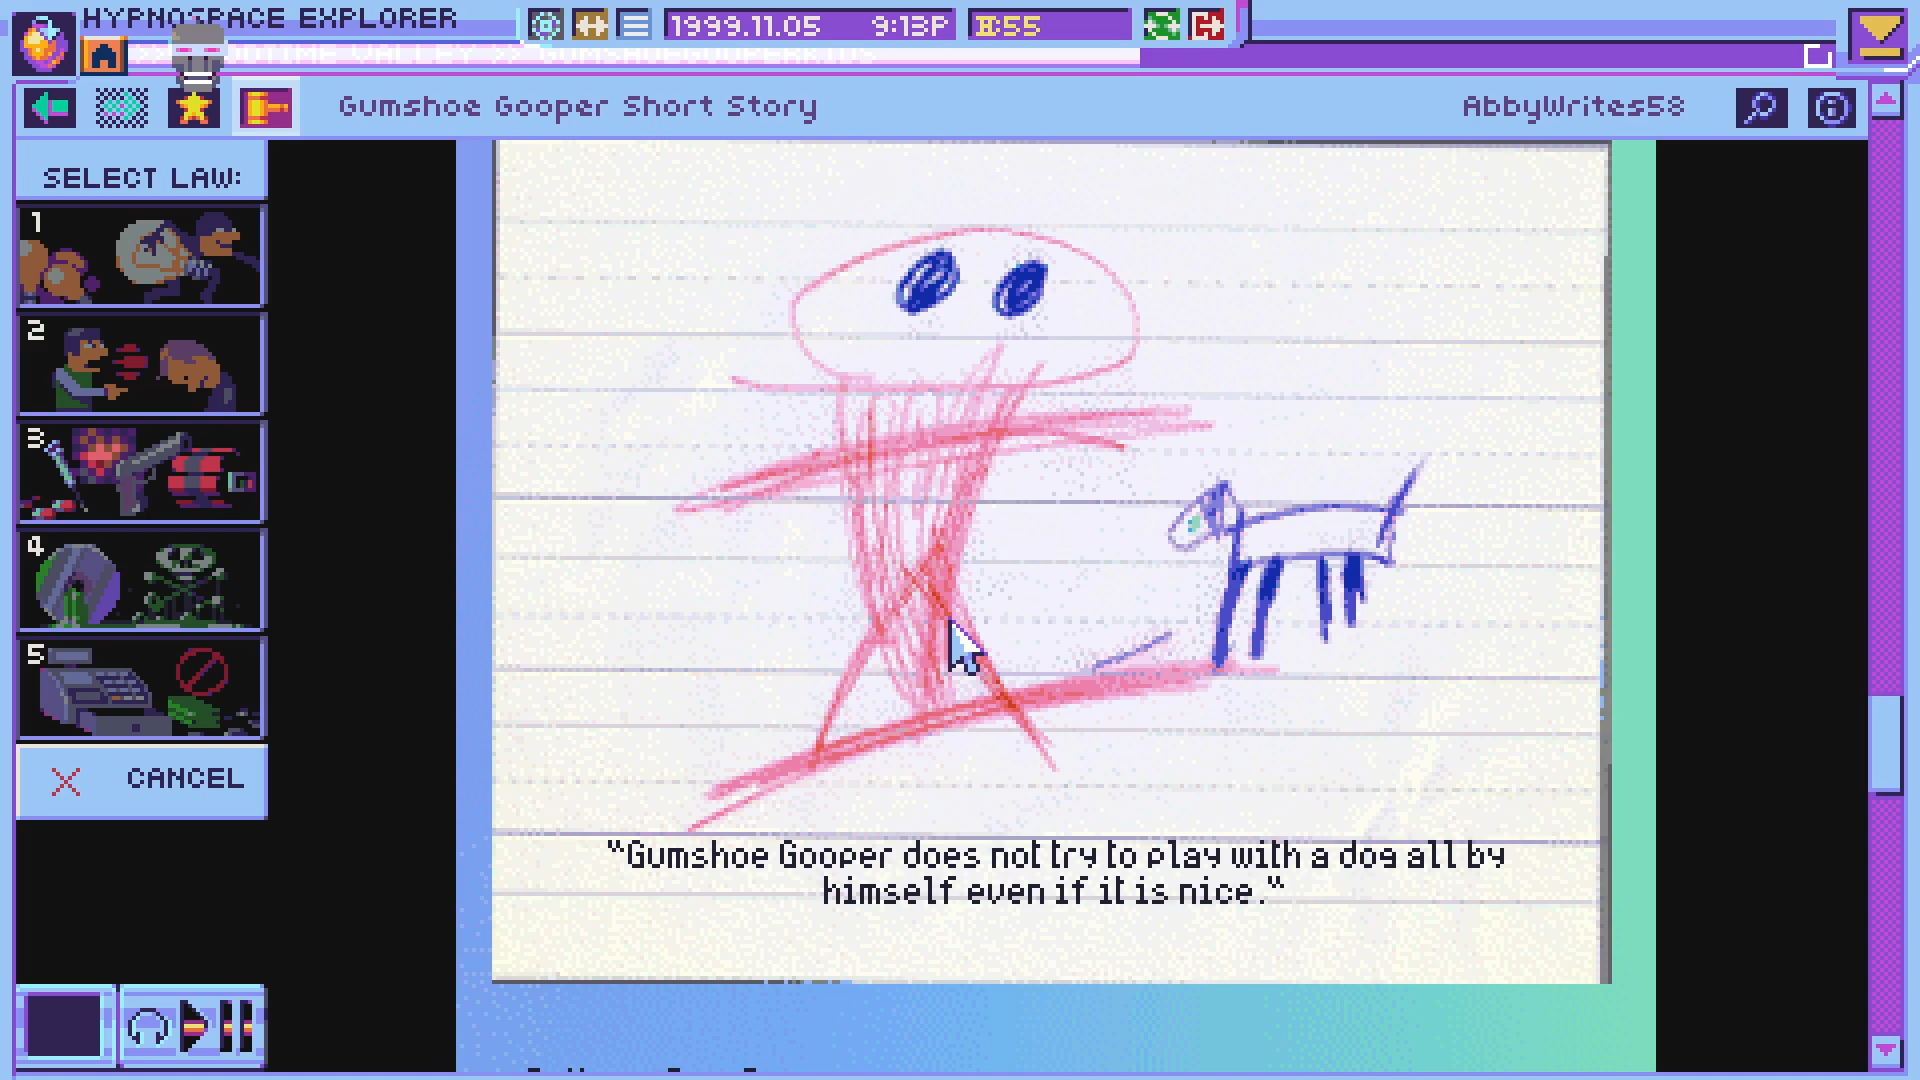 HYPNOSPACE EXPLORER
1999.11.05 9:13P
55
Gumshoe Gooper Short Story
AbbyWrites58
SELECT LAW:
1
2
3
4
5
CANCEL
"Gumshoe Gooper does not try to play with a dog all by
himself even if it is nice."